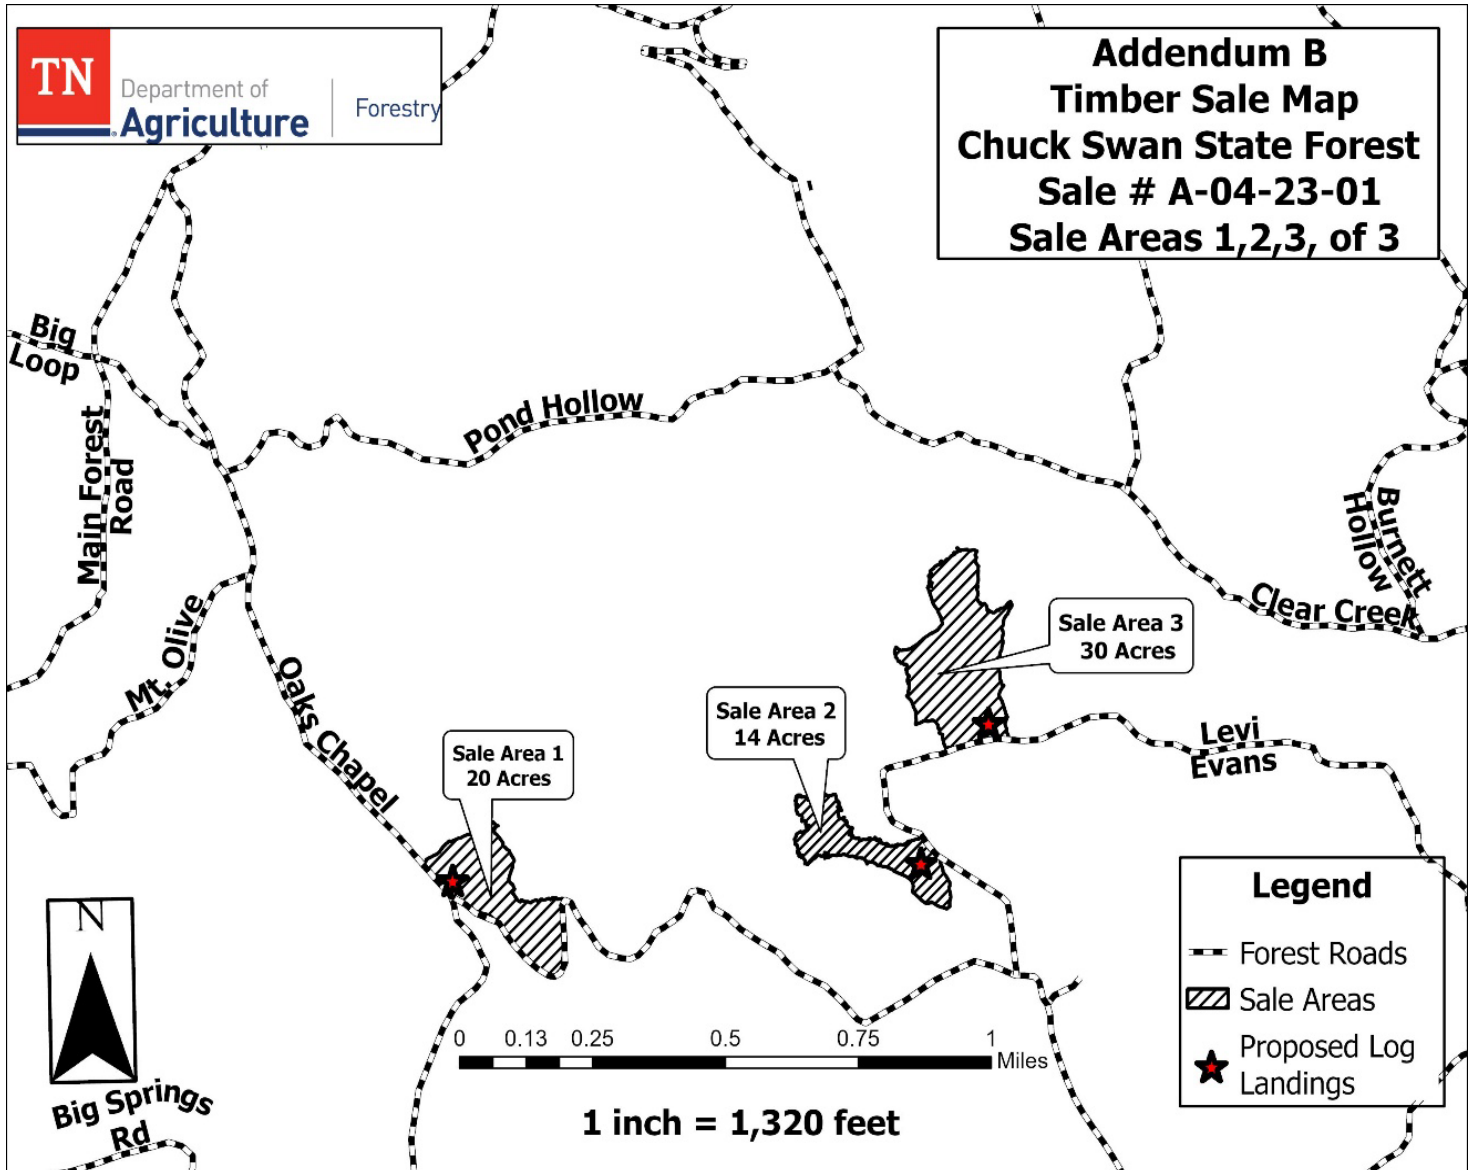 TN
Department of
Agriculture
Forestry
Addendum B
Timber Sale Map
Chuck Swan State Forest
Sale # A-04-23-01
Sale Areas 1,2,3, of 3
Big
Loop
Pond Hollow
Main Forest
Road
Burnett
Hollow
Clear Creek
Mt. Olive
Oaks Chapel
Sale Area 3
30 Acres
Sale Area 2
14 Acres
Sale Area 1
20 Acres
Levi
Evans
Legend
Forest Roads
Sale Areas
Proposed Log
Landings
N
0 0.13 0.25 0.5 0.75 1
Miles
Big Springs
Rd
1 inch = 1,320 feet